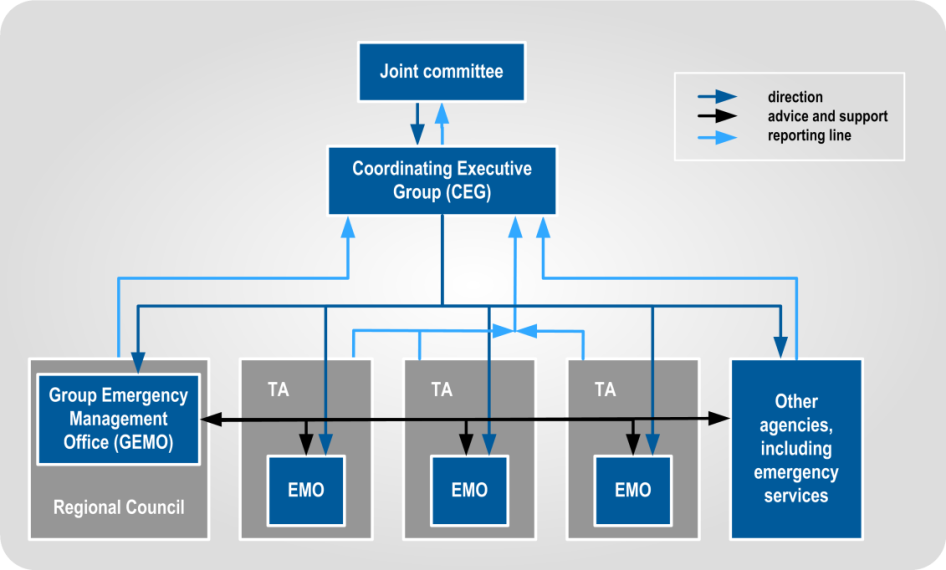 Joint committee
direction
advice and support
reporting line
Coordinating Executive
Group (CEG)
Group Emergency
Management
Office (GEMO)
Regional Council
TA
EMO
TA
EMO
TA
EMO
Other
agencies,
including
emergency
services